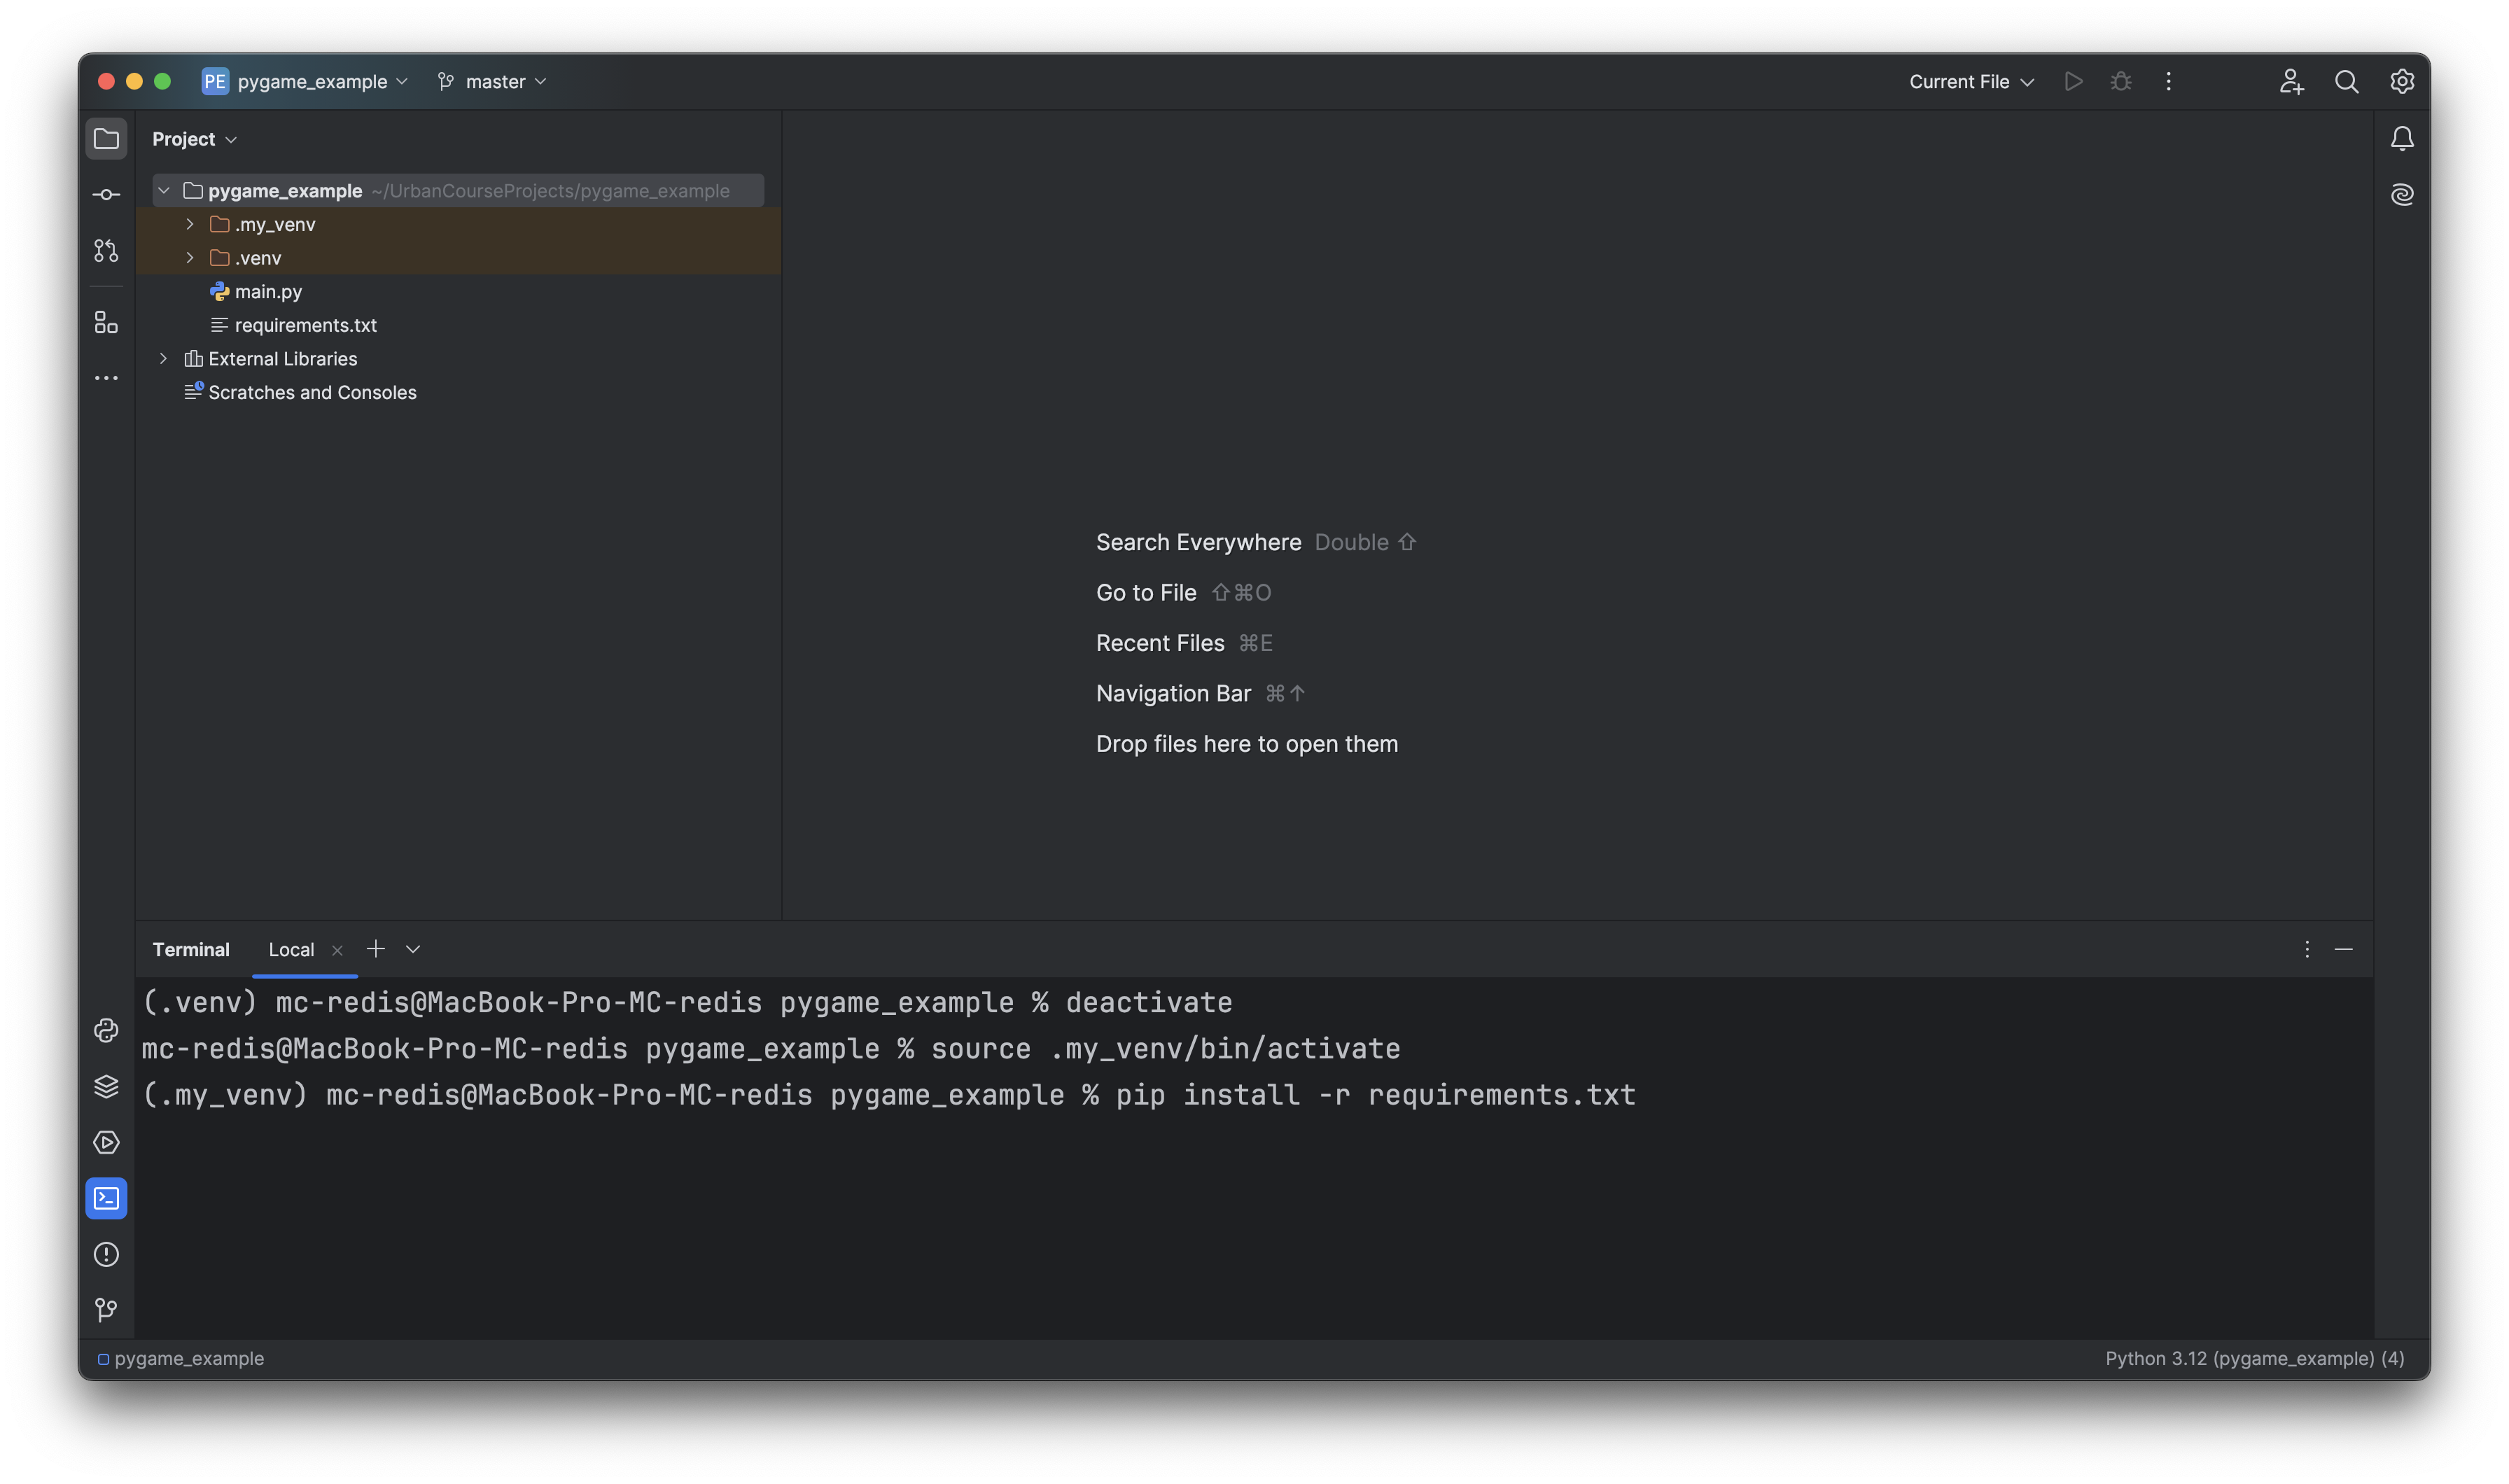 PE pygame_example master Current File
Project
pygame_example ~/UrbanCourseProjects/pygame_example
.my_venv
.venv
main.py
requirements.txt
External Libraries
Scratches and Consoles
Search Everywhere Double ⇧
Go to File ⇧⌘O
Recent Files ⌘E
Navigation Bar ⌘↑
Drop files here to open them
Terminal Local
(.venv) mc-redis@MacBook-Pro-MC-redis pygame_example % deactivate
mc-redis@MacBook-Pro-MC-redis pygame_example % source .my_venv/bin/activate
(.my_venv) mc-redis@MacBook-Pro-MC-redis pygame_example % pip install -r requirements.txt
pygame_example Python 3.12 (pygame_example) (4)